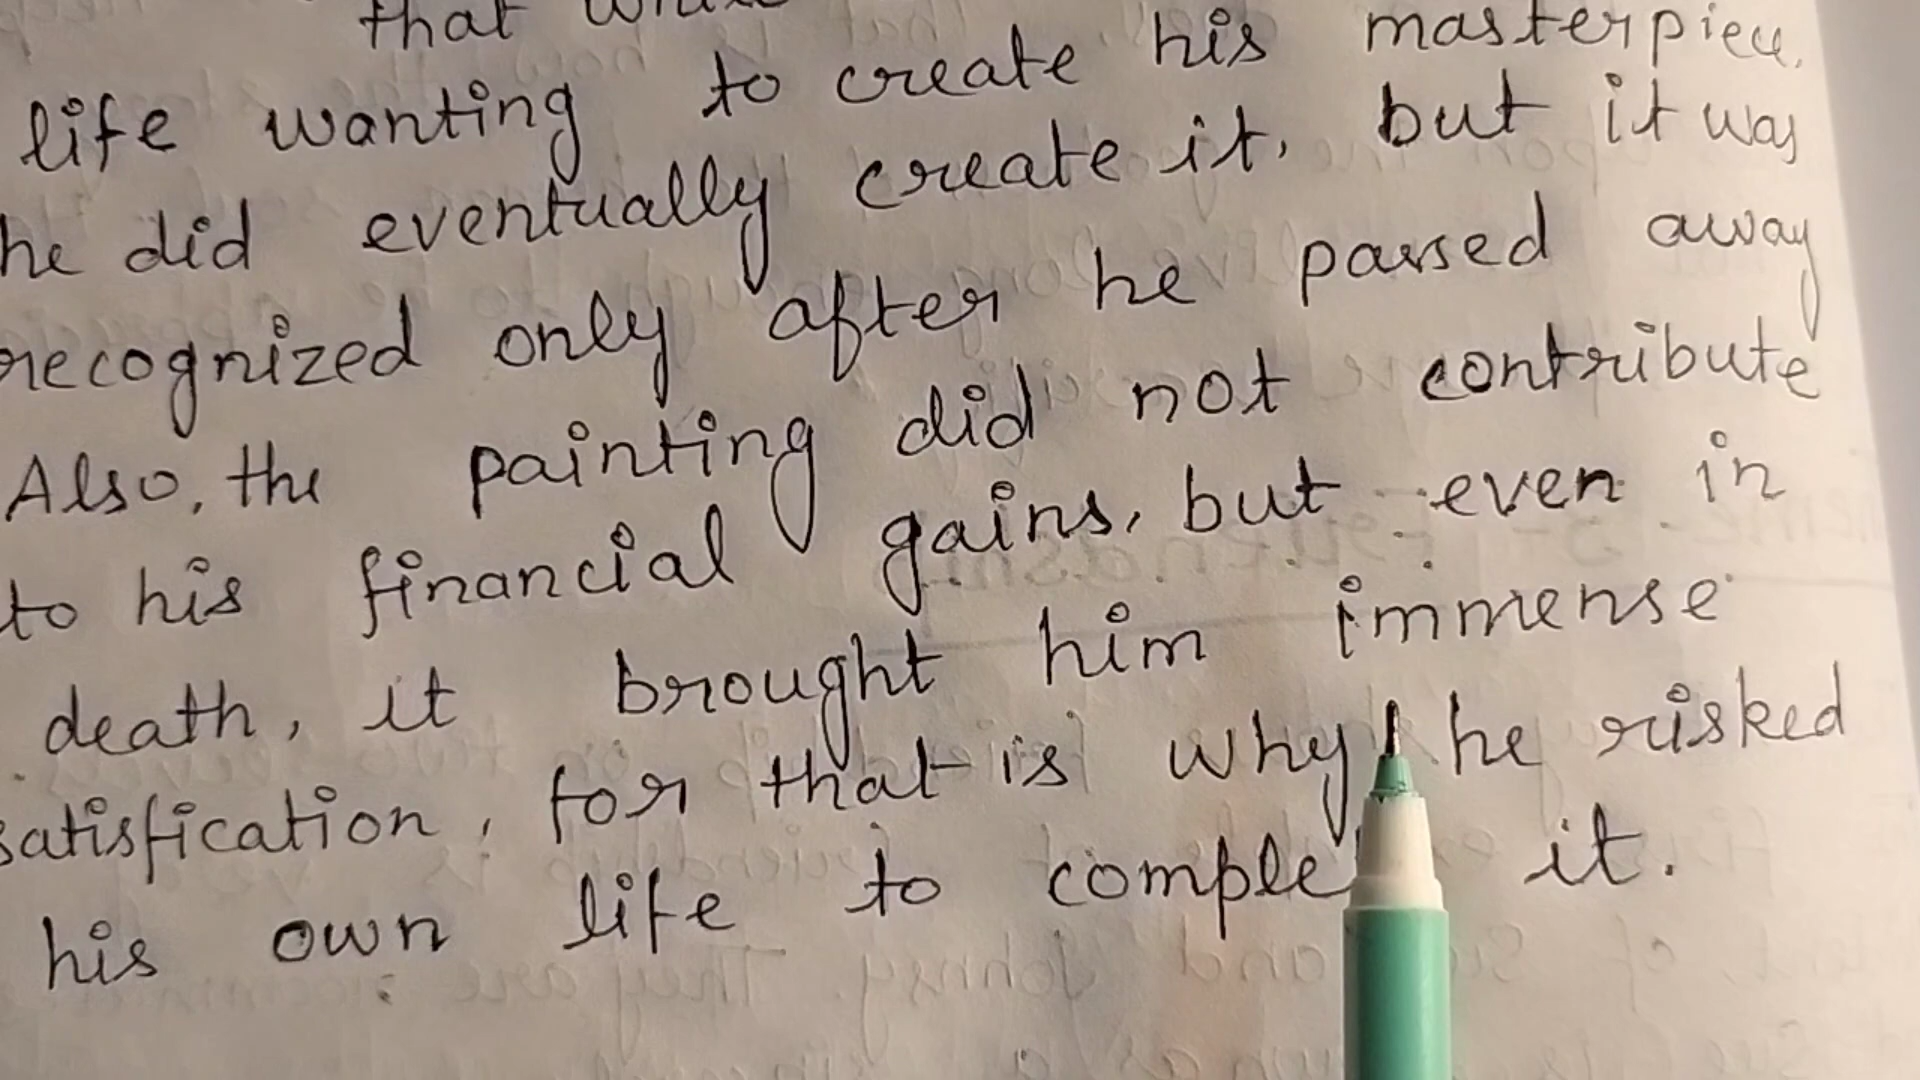 that
life wanting to create his masterpiece.
he did eventually create it, but it was
recognized only after he passed away
Also, the painting did not contribute
to his financial gains, but even in
death, it brought him immense
satisfication, for that is why he risked
his own life to comple it.